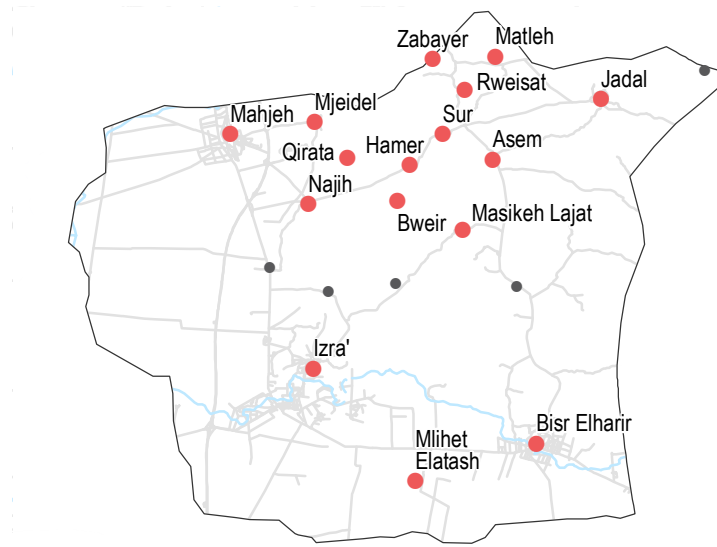 Zabayer
Matleh
Rweisat
Jadal
Mahjeh
Mjeidel
Sur
Qirata
Hamer
Asem
Najih
Bweir
Masikeh Lajat
Izra'
Bisr Elharir
Mlihet
Elatash